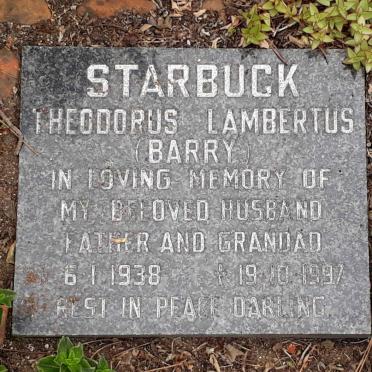 STARBUCK
THEODORUS LAMBERTUS
(BARRY)
IN LOVING MEMORY OF
MY BELOVED HUSBAND
FATHER AND GRANDAD
6·1·1938 19·10·1997
REST IN PEACE DARLING